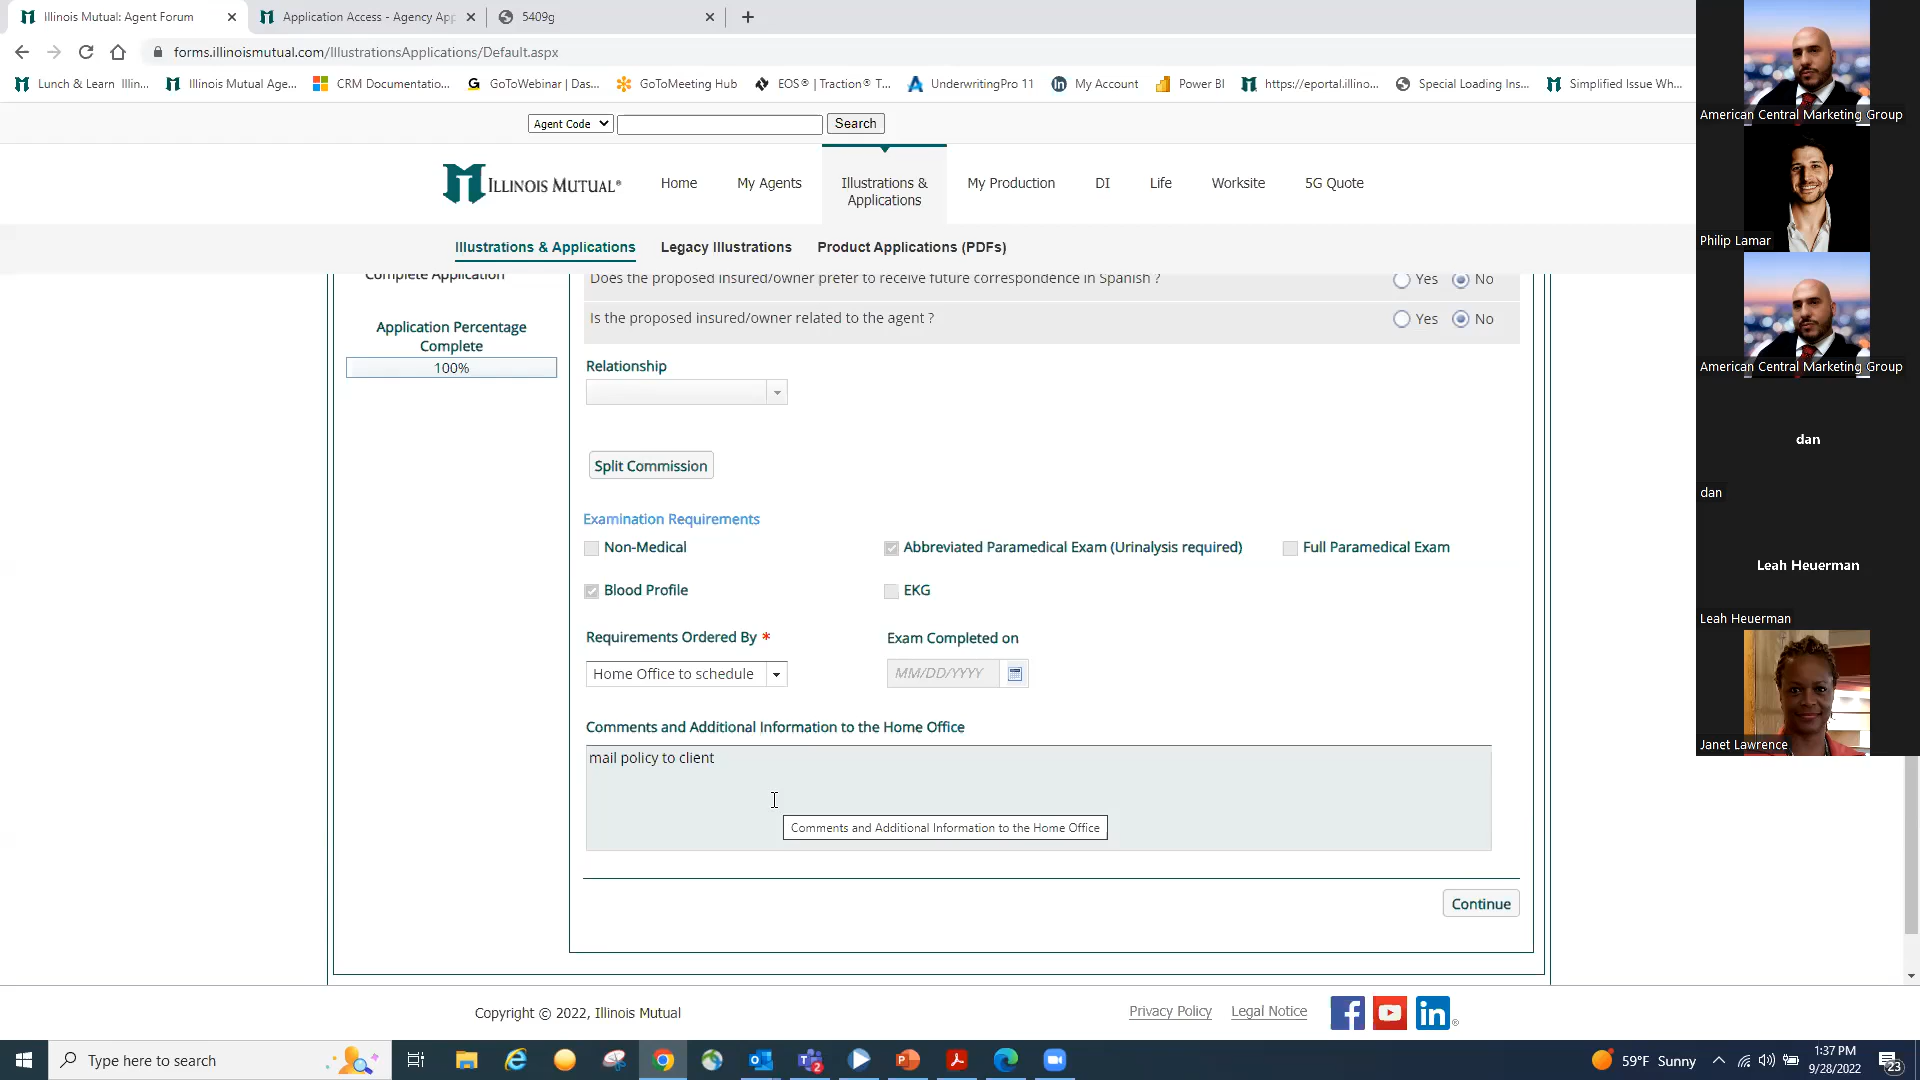 Illinois Mutual: Agent Forum
Application Access - Agency App
5409g
forms.illinoismutual.com/IllustrationsApplications/Default.aspx
Lunch & Learn Illin...
Illinois Mutual Age...
CRM Documentatio...
GoToWebinar | Das...
GoToMeeting Hub
EOS® | Traction® T...
UnderwritingPro 11
My Account
Power BI
https://eportal.illino...
Special Loading Ins...
Simplified Issue Wh...
Agent Code
Search
ILLINOIS MUTUAL®
Home
My Agents
Illustrations &
Applications
My Production
DI
Life
Worksite
5G Quote
Illustrations & Applications
Legacy Illustrations
Product Applications (PDFs)
Complete Application
Application Percentage
Complete
100%
Does the proposed insured/owner prefer to receive future correspondence in Spanish ?
Yes
No
Is the proposed insured/owner related to the agent ?
Yes
No
Relationship
Split Commission
Examination Requirements
Non-Medical
Abbreviated Paramedical Exam (Urinalysis required)
Full Paramedical Exam
Blood Profile
EKG
Requirements Ordered By *
Exam Completed on
Home Office to schedule
MM/DD/YYYY
Comments and Additional Information to the Home Office
mail policy to client
Comments and Additional Information to the Home Office
Continue
Copyright © 2022, Illinois Mutual
Privacy Policy
Legal Notice
American Central Marketing Group
Philip Lamar
American Central Marketing Group
dan
dan
Leah Heuerman
Leah Heuerman
Janet Lawrence
Type here to search
2
59°F Sunny
1:37 PM
9/28/2022
23